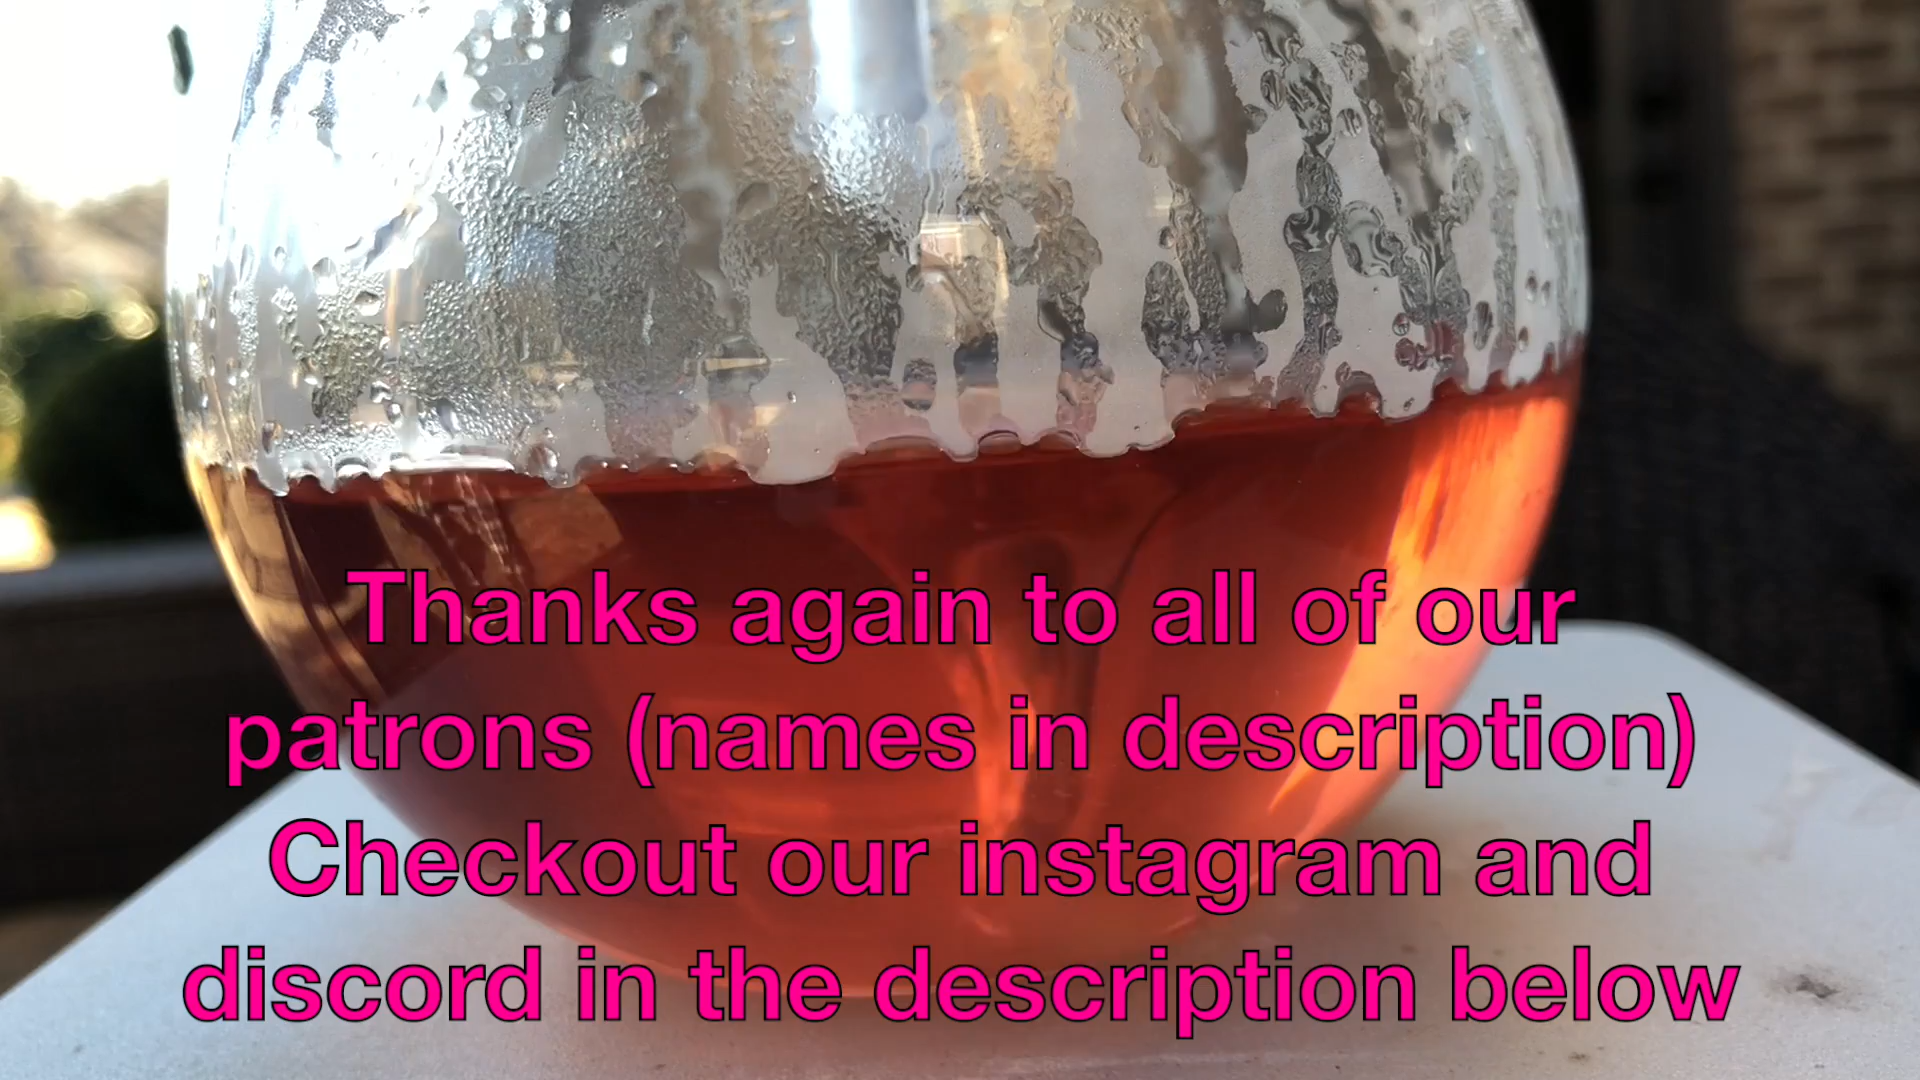 Thanks again to all of our
patrons (names in description)
Checkout our instagram and
discord in the description below